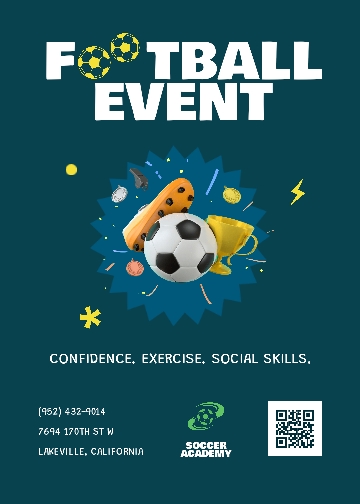 FOOTBALL
EVENT
CONFIDENCE. EXERCISE. SOCIAL SKILLS.
(952) 432-9014
7694 170TH ST W
LAKEVILLE, CALIFORNIA
SOCCER
ACADEMY